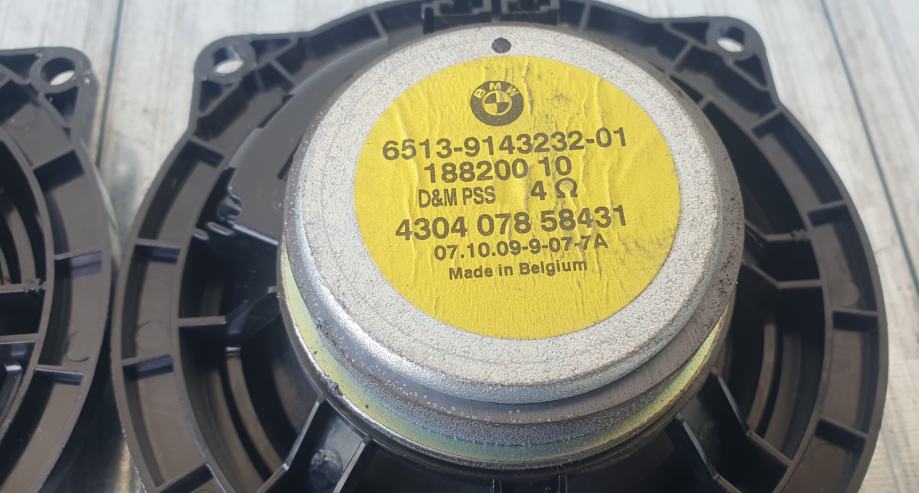 BMW
6513-9143232-01
188200 10
D&M PSS 4 Ω
4304 078 58431
07.10.09-9-07-7A
Made in Belgium